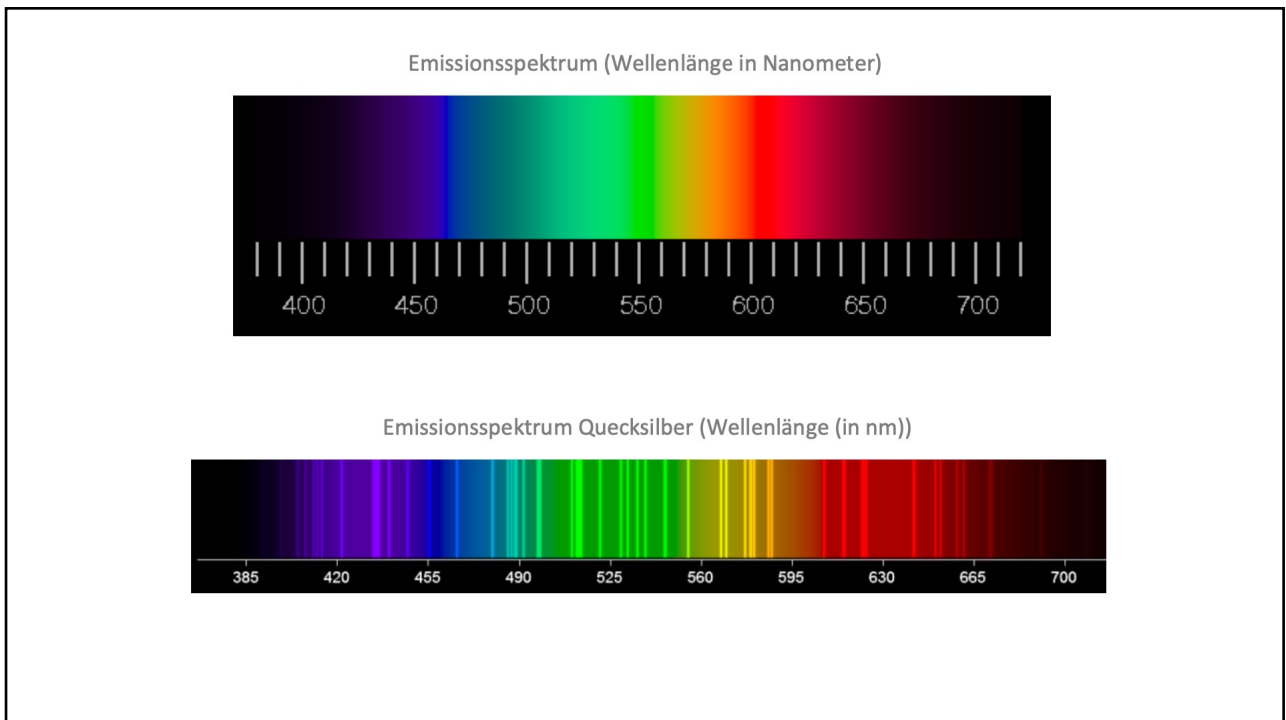 Emissionsspektrum (Wellenlänge in Nanometer)
400 450 500 550 600 650 700
Emissionsspektrum Quecksilber (Wellenlänge (in nm))
385 420 455 490 525 560 595 630 665 700